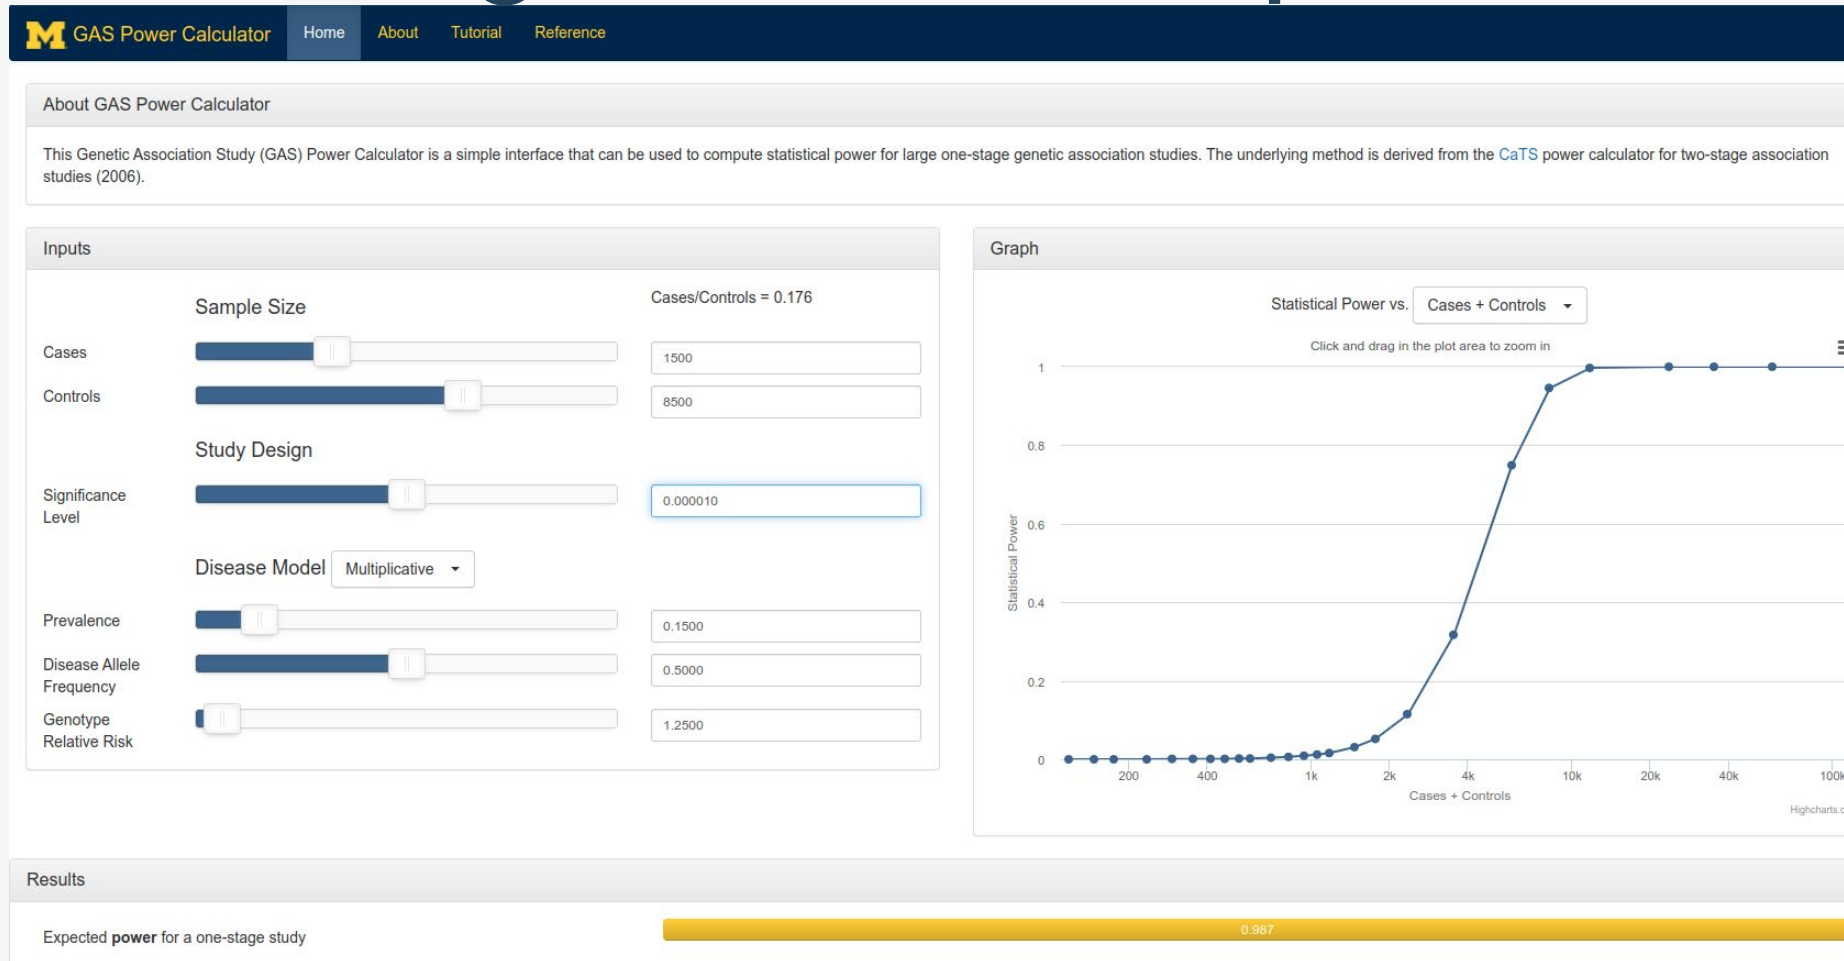 M GAS Power Calculator Home About Tutorial Reference
About GAS Power Calculator
This Genetic Association Study (GAS) Power Calculator is a simple interface that can be used to compute statistical power for large one-stage genetic association studies. The underlying method is derived from the CaTS power calculator for two-stage association
studies (2006).
Inputs
Sample Size
Cases/Controls = 0.176
Cases
1500
Controls
8500
Study Design
Significance
Level
0.000010
Disease Model Multiplicative
Prevalence
0.1500
Disease Allele
Frequency
0.5000
Genotype
Relative Risk
1.2500
Graph
Statistical Power vs. Cases + Controls
Click and drag in the plot area to zoom in
Statistical Power
1
0.8
0.6
0.4
0.2
0
200 400 1k 2k 4k 10k 20k 40k 100k
Cases + Controls
Highcharts.c
Results
Expected power for a one-stage study
0.987